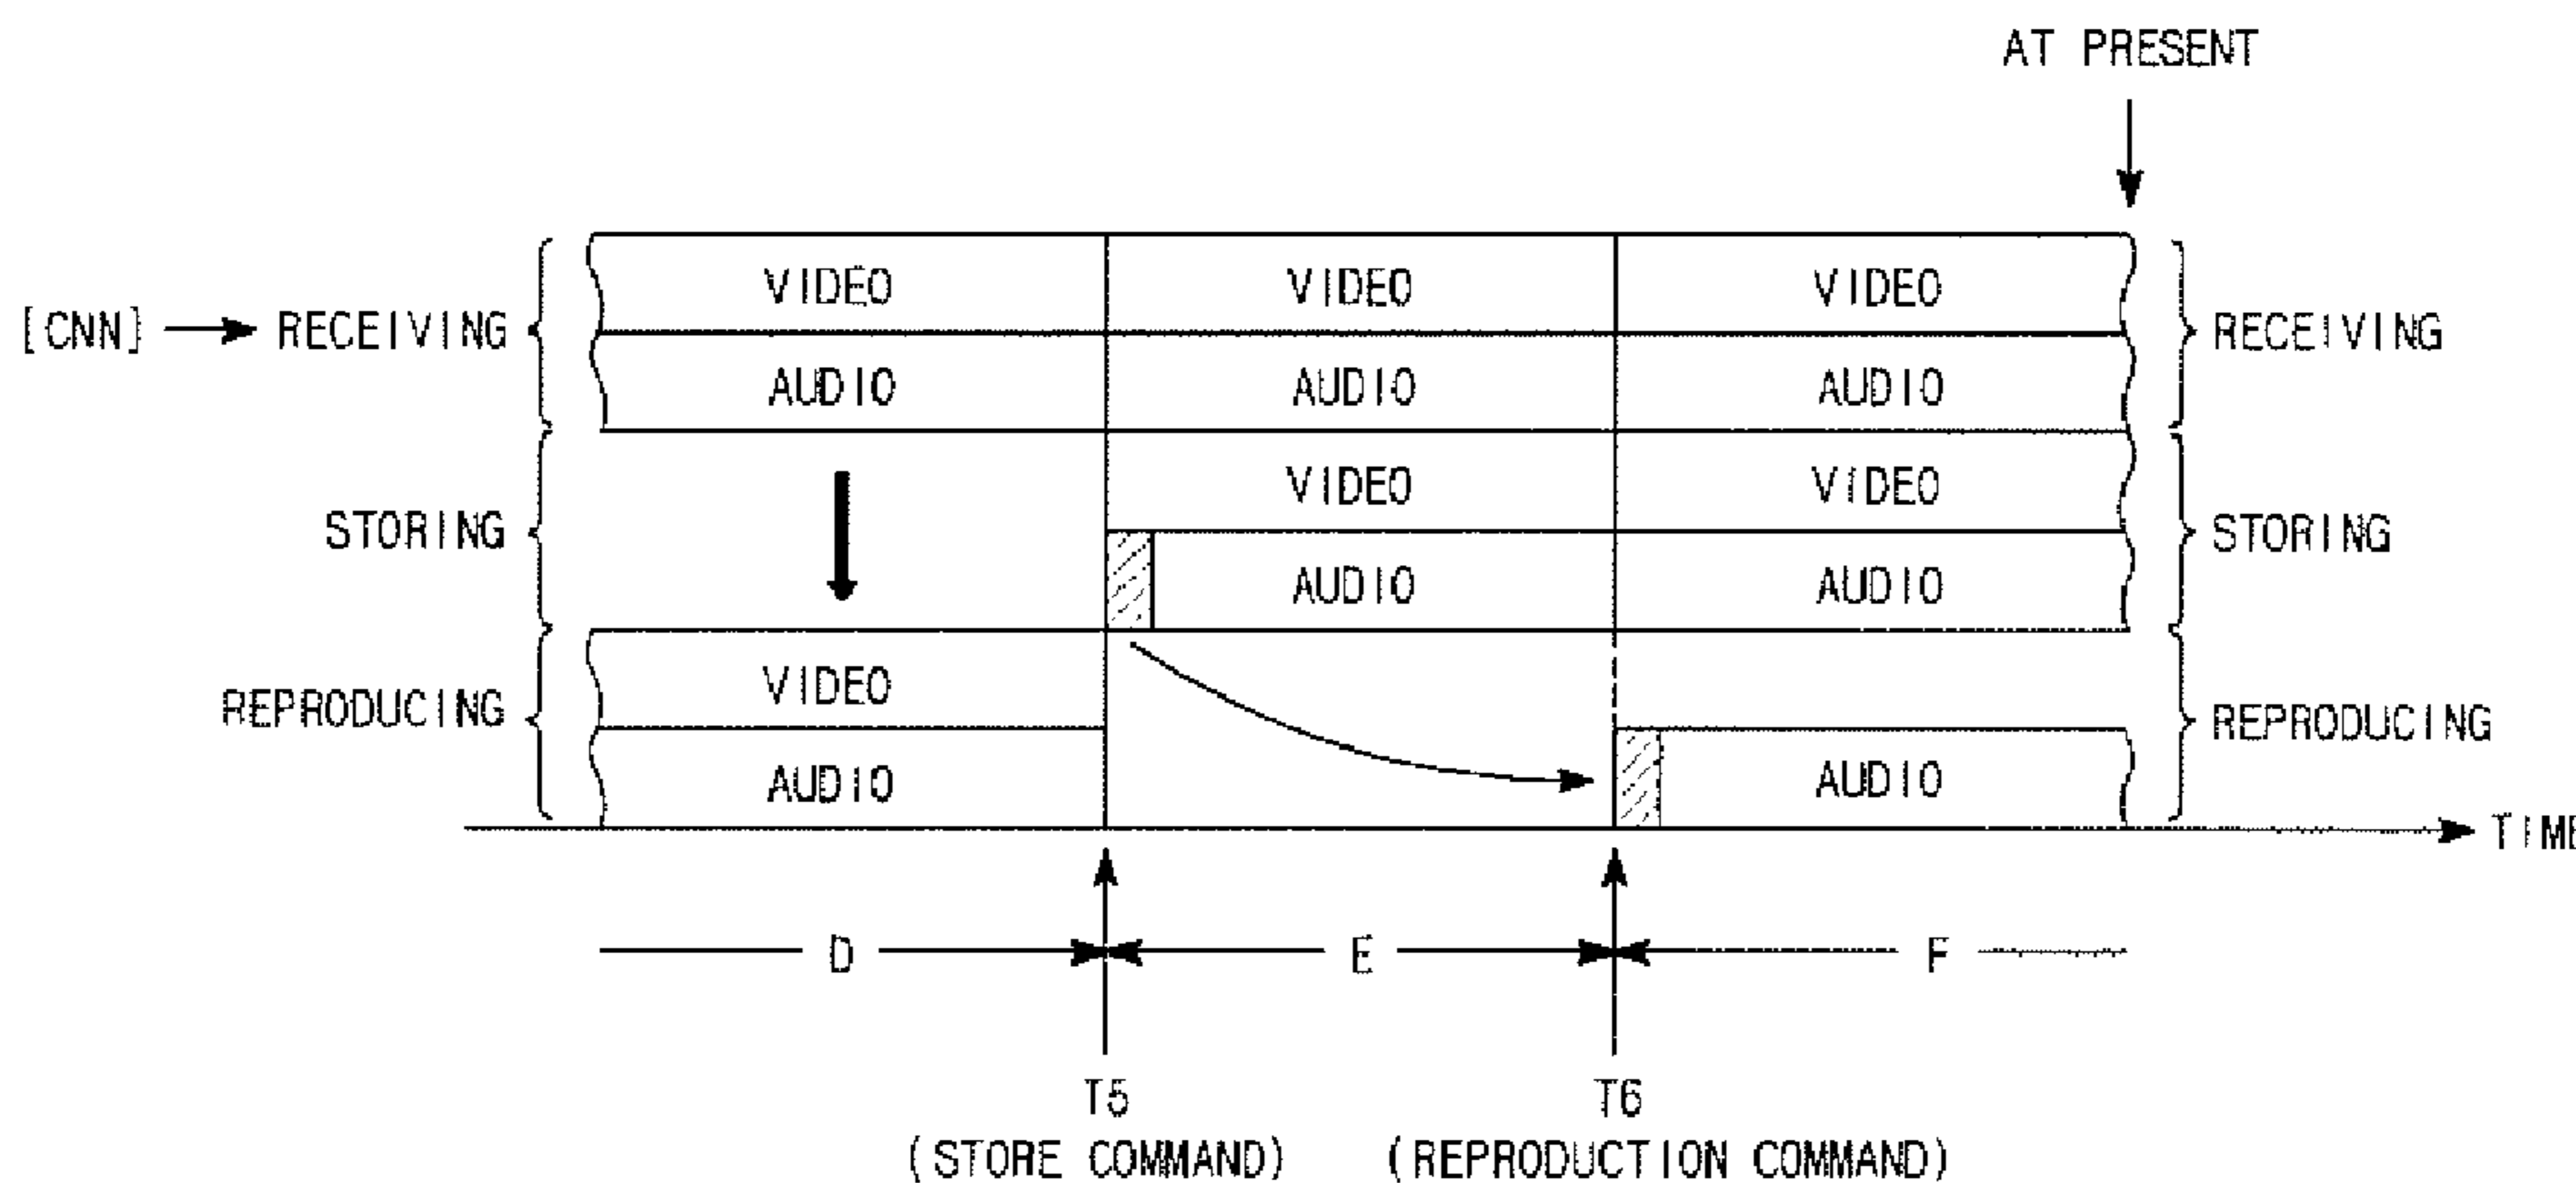 AT PRESENT
[CNN] RECEIVING VIDEO VIDEO VIDEO RECEIVING
AUDIO AUDIO AUDIO
STORING VIDEO VIDEO STORING
AUDIO AUDIO
REPRODUCING VIDEO REPRODUCING
AUDIO AUDIO
TIME
D E F
T5 T6
(STORE COMMAND) (REPRODUCTION COMMAND)